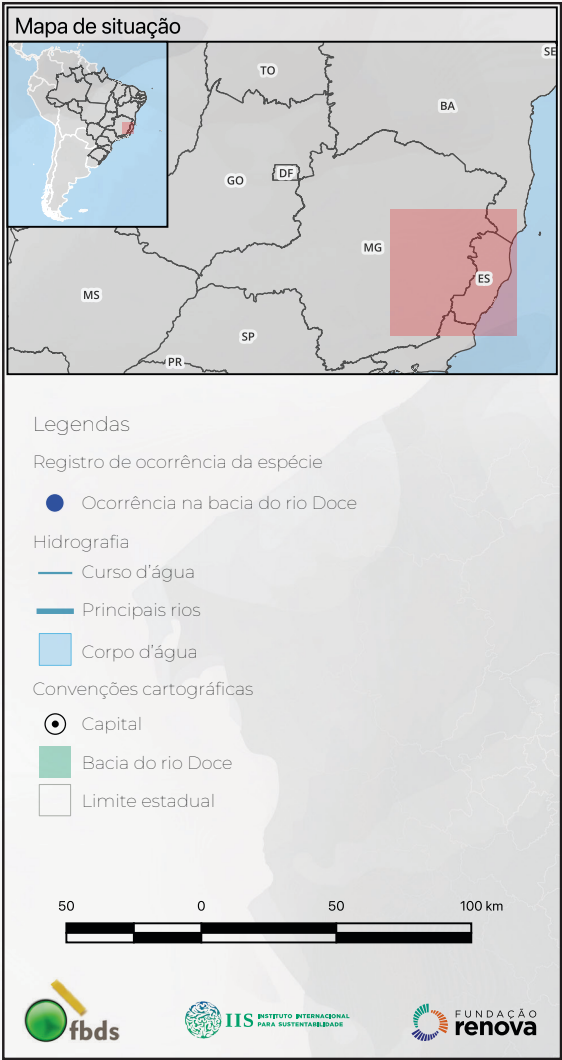 Mapa de situação
SE
TO
BA
GO
DF
MG
ES
MS
SP
PR
Legendas
Registro de ocorrência da espécie
Ocorrência na bacia do rio Doce
Hidrografia
Curso d'água
Principais rios
Corpo d'água
Convenções cartográficas
Capital
Bacia do rio Doce
Limite estadual
50 0 50 100 km
fbds
IIS INSTITUTO INTERNACIONAL
PARA SUSTENTABILIDADE
FUNDAÇÃO
renova